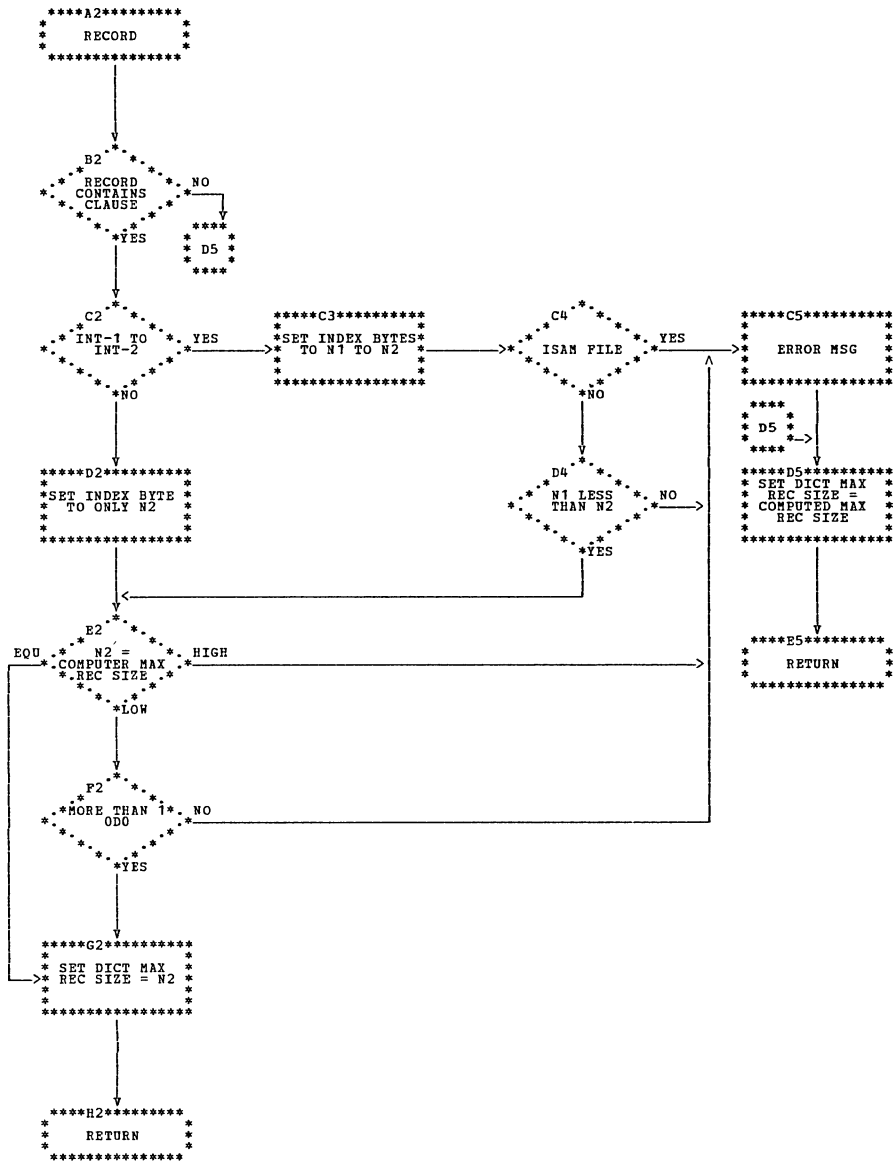 A2
RECORD
B2
RECORD
CONTAINS
CLAUSE
NO
D5
YES
C2
INT-1 TO
INT-2
YES
NO
C3
SET INDEX BYTES
TO N1 TO N2
C4
ISAM FILE
YES
NO
C5
ERROR MSG
D5
D2
SET INDEX BYTE
TO ONLY N2
D4
N1 LESS
THAN N2
NO
YES
D5
SET DICT MAX
REC SIZE =
COMPUTED MAX
REC SIZE
E2
EQU
N2 =
COMPUTER MAX
REC SIZE
HIGH
LOW
E5
RETURN
F2
MORE THAN 1
ODO
NO
YES
G2
SET DICT MAX
REC SIZE = N2
H2
RETURN